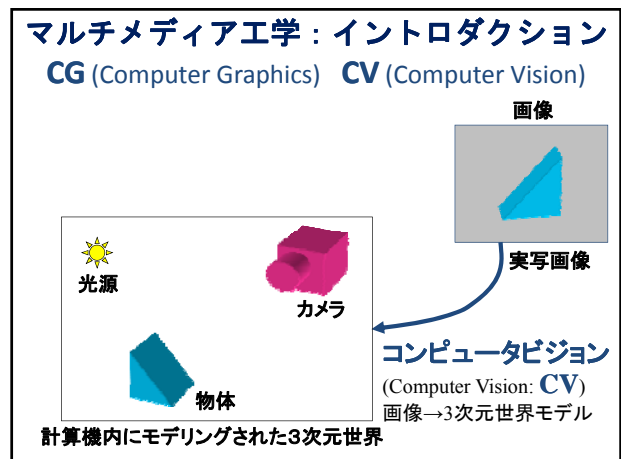 マルチメディア工学：イントロダクション
CG (Computer Graphics) CV (Computer Vision)
画像
実写画像
光源
カメラ
物体
計算機内にモデリングされた３次元世界
コンピュータビジョン
(Computer Vision: CV)
画像→3次元世界モデル